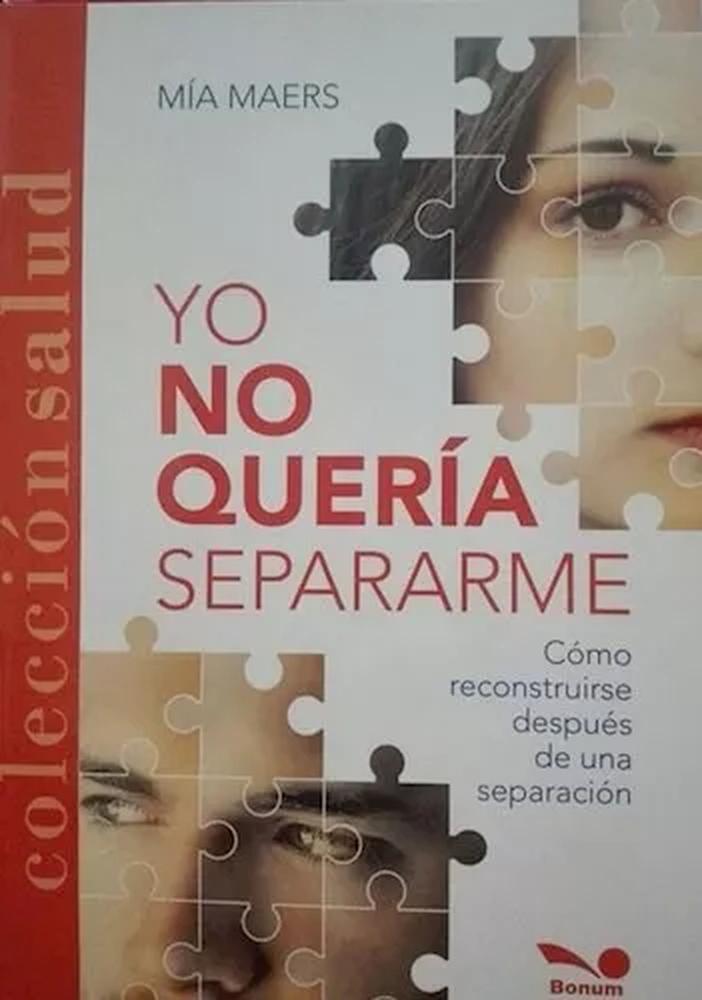 MÍA MAERS
YO
NO
QUERÍA
SEPARARME
Cómo
reconstruirse
después
de una
separación
colección salud
Bonum